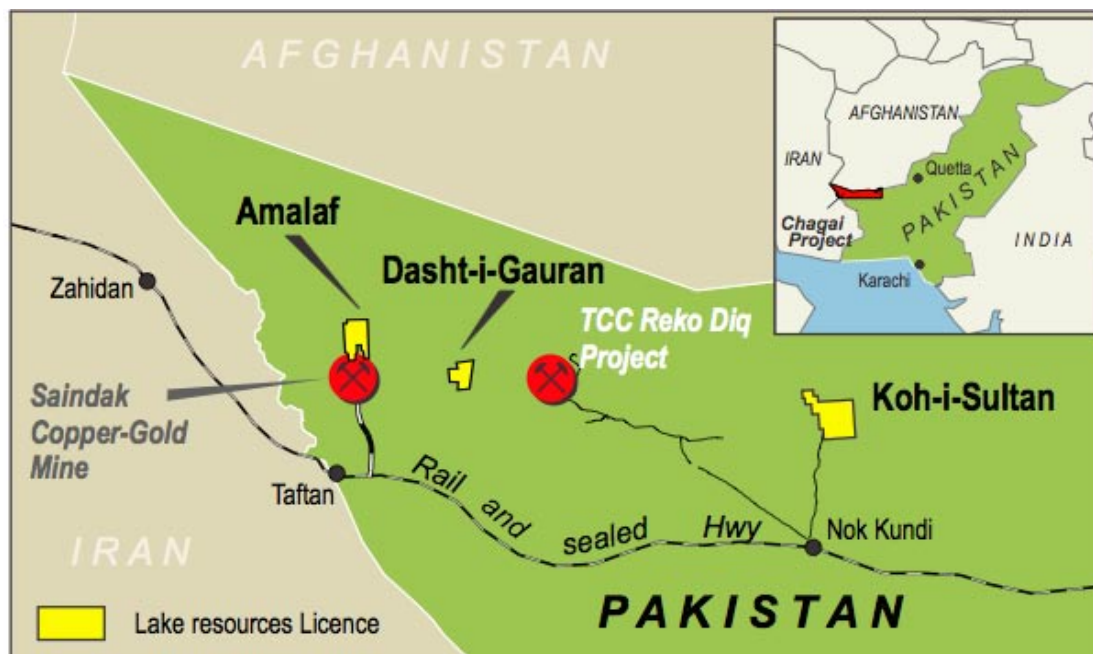 AFGHANISTAN
Amalaf
Dasht-i-Gauran
Zahidan
TCC Reko Diq
Project
Saindak
Copper-Gold
Mine
Koh-i-Sultan
Taftan
Rail and sealed Hwy
Nok Kundi
IRAN
PAKISTAN
Lake resources Licence
AFGHANISTAN
IRAN
Quetta
PAKISTAN
Chagai
Project
INDIA
Karachi